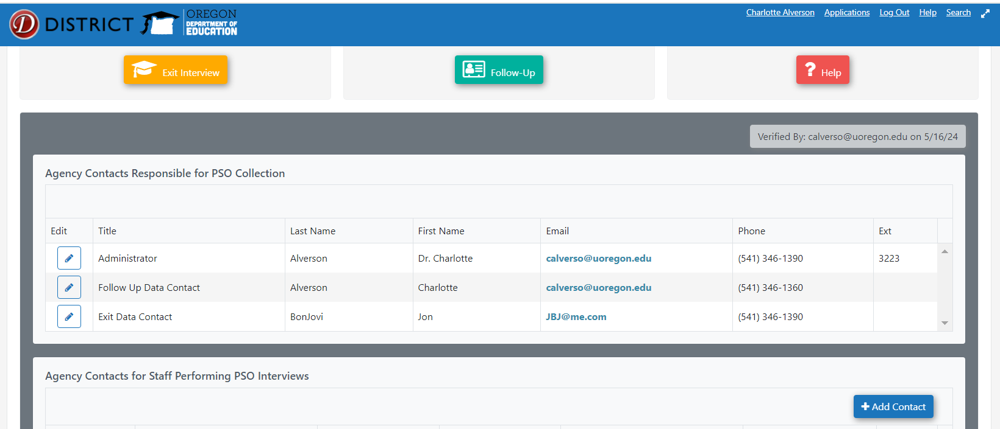 D DISTRICT OREGON DEPARTMENT OF EDUCATION Charlotte Alverson Applications Log Out Help Search
Exit Interview Follow-Up ? Help
Verified By: calverso@uoregon.edu on 5/16/24
Agency Contacts Responsible for PSO Collection
Edit Title Last Name First Name Email Phone Ext
Administrator Alverson Dr. Charlotte calverso@uoregon.edu (541) 346-1390 3223
Follow Up Data Contact Alverson Charlotte calverso@uoregon.edu (541) 346-1360
Exit Data Contact BonJovi Jon JBJ@me.com (541) 346-1390
Agency Contacts for Staff Performing PSO Interviews
+ Add Contact